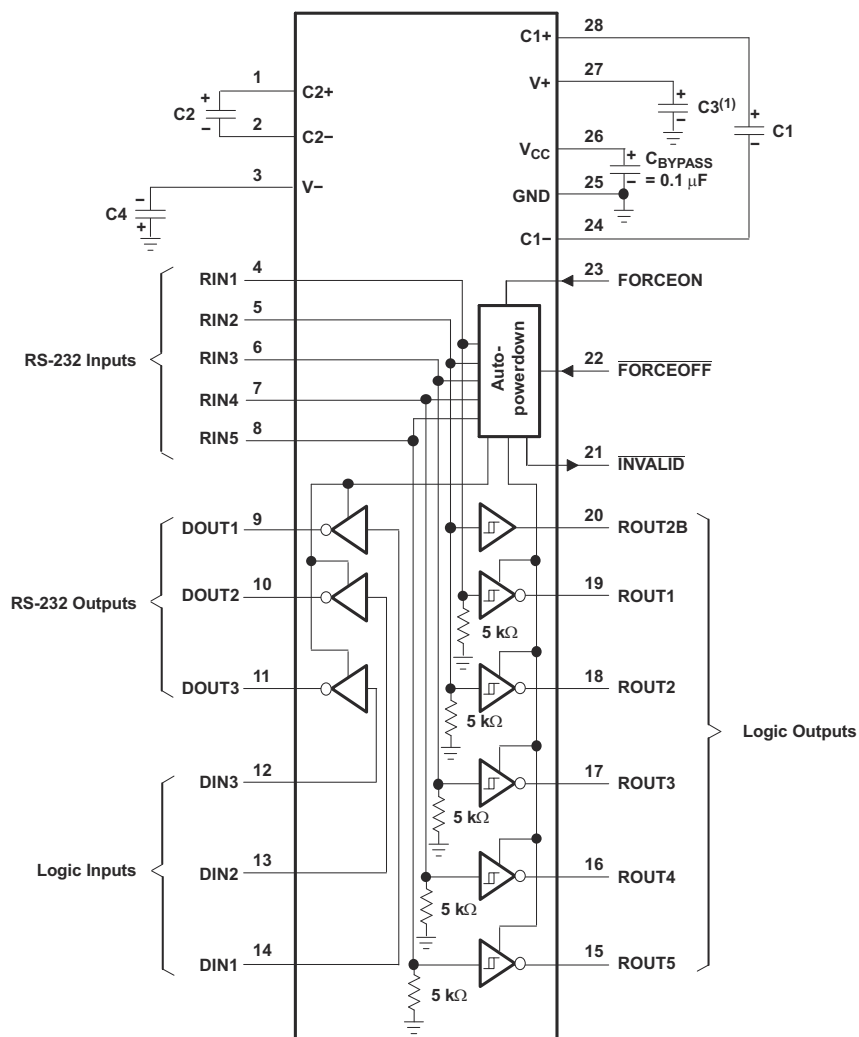 28
C1+
1
C2+
C2
+
−
2
C2−
27
V+
+
−
C3(1)
+
−
C1
26
VCC
+
−
CBYPASS
= 0.1 μF
3
V−
25
GND
C4
−
+
24
C1−
RS-232 Inputs
RIN1
4
RIN2
5
RIN3
6
RIN4
7
RIN5
8
Auto-
powerdown
23
FORCEON
22
FORCEOFF
21
INVALID
RS-232 Outputs
DOUT1
9
DOUT2
10
DOUT3
11
20
ROUT2B
19
ROUT1
5 kΩ
18
ROUT2
5 kΩ
17
ROUT3
5 kΩ
16
ROUT4
5 kΩ
15
ROUT5
5 kΩ
Logic Outputs
Logic Inputs
DIN3
12
DIN2
13
DIN1
14